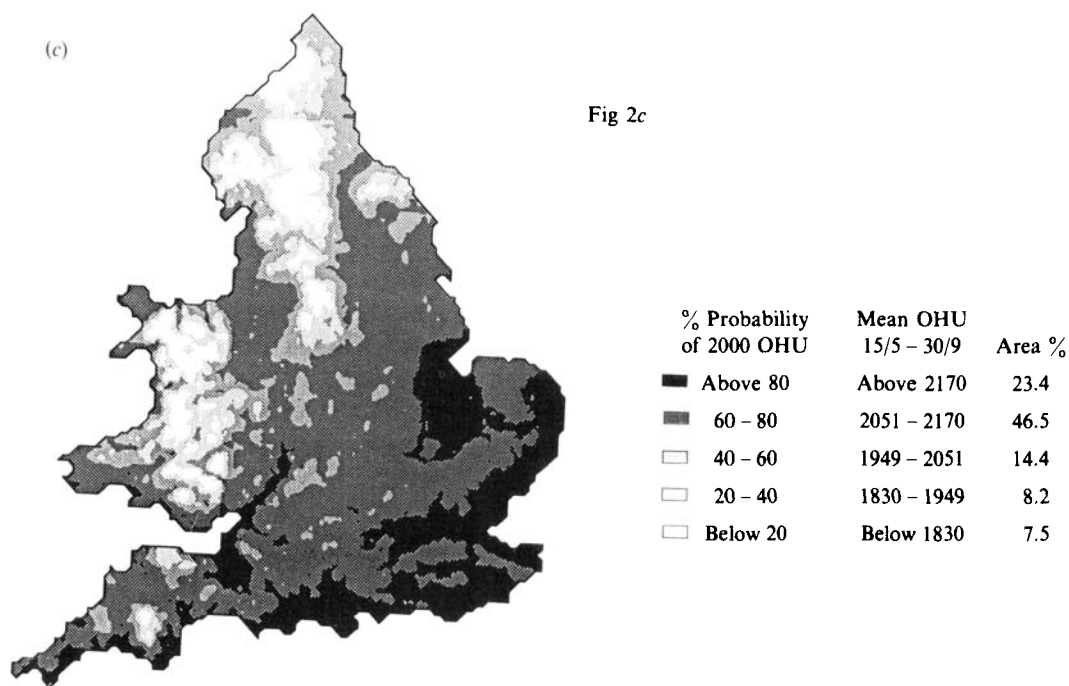 (c)
Fig 2c
% Probability of 2000 OHU Mean OHU 15/5 – 30/9 Area %
Above 80 Above 2170 23.4
60 – 80 2051 – 2170 46.5
40 – 60 1949 – 2051 14.4
20 – 40 1830 – 1949 8.2
Below 20 Below 1830 7.5